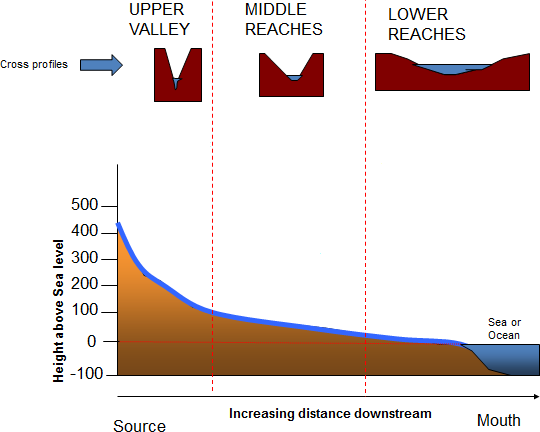 UPPER
VALLEY
MIDDLE
REACHES
LOWER
REACHES
Cross profiles
Height above Sea level
500
400
300
200
100
0
-100
Sea or
Ocean
Source
Increasing distance downstream
Mouth